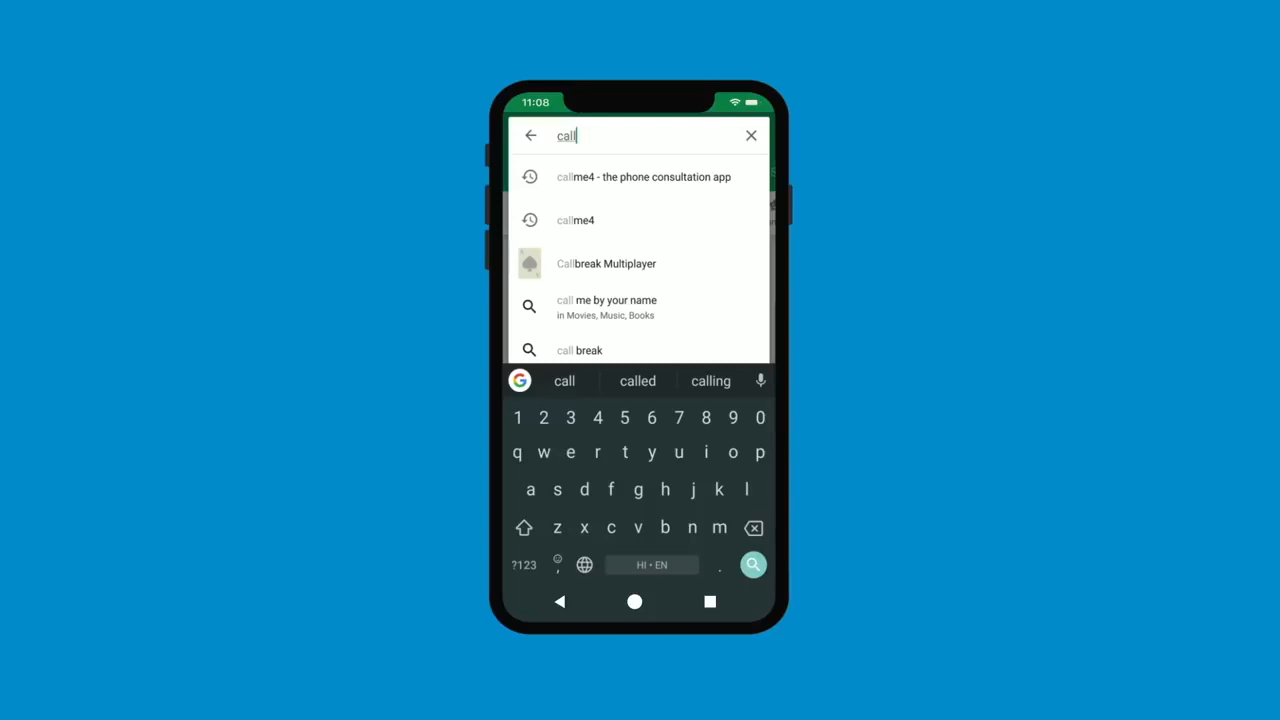 11:08
call
callme4 - the phone consultation app
callme4
Callbreak Multiplayer
call me by your name
in Movies, Music, Books
call break
call called calling
1 2 3 4 5 6 7 8 9 0
q w e r t y u i o p
a s d f g h j k l
z x c v b n m
?123 , HI • EN .